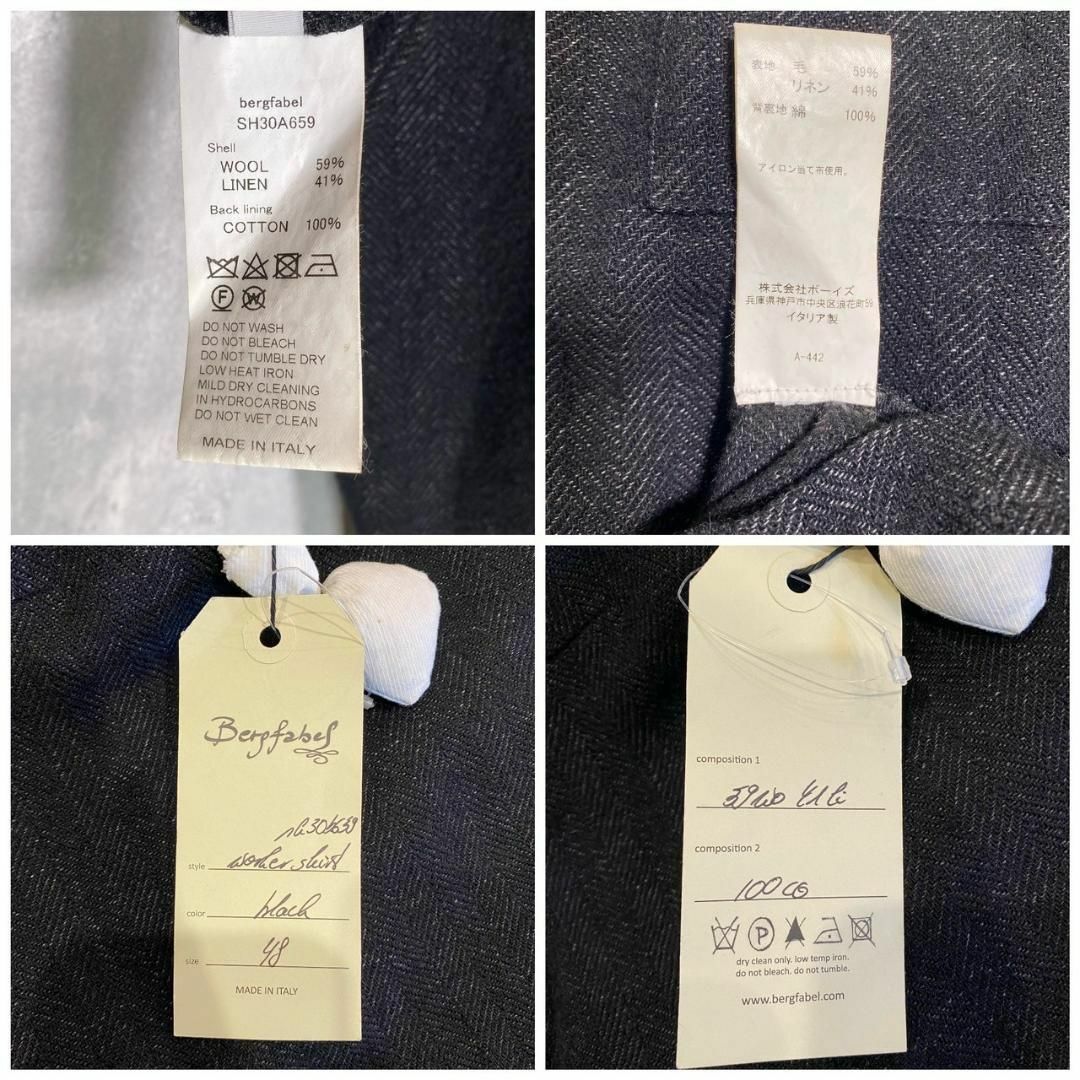 bergfabel
SH30A659
Shell
WOOL 59%
LINEN 41%
Back lining
COTTON 100%
F W
DO NOT WASH
DO NOT BLEACH
DO NOT TUMBLE DRY
LOW HEAT IRON
MILD DRY CLEANING
IN HYDROCARBONS
DO NOT WET CLEAN
MADE IN ITALY
表地 毛 59%
リネン 41%
背裏地 綿 100%
アイロン当て布使用。
株式会社ボーイズ
兵庫県神戸市中央区浪花町59
イタリア製
A-442
Bergfabel
style worker shirt
color black
size 48
MADE IN ITALY
composition 1
59 wo 41 li
composition 2
100 co
P
dry clean only. low temp iron.
do not bleach. do not tumble.
www.bergfabel.com